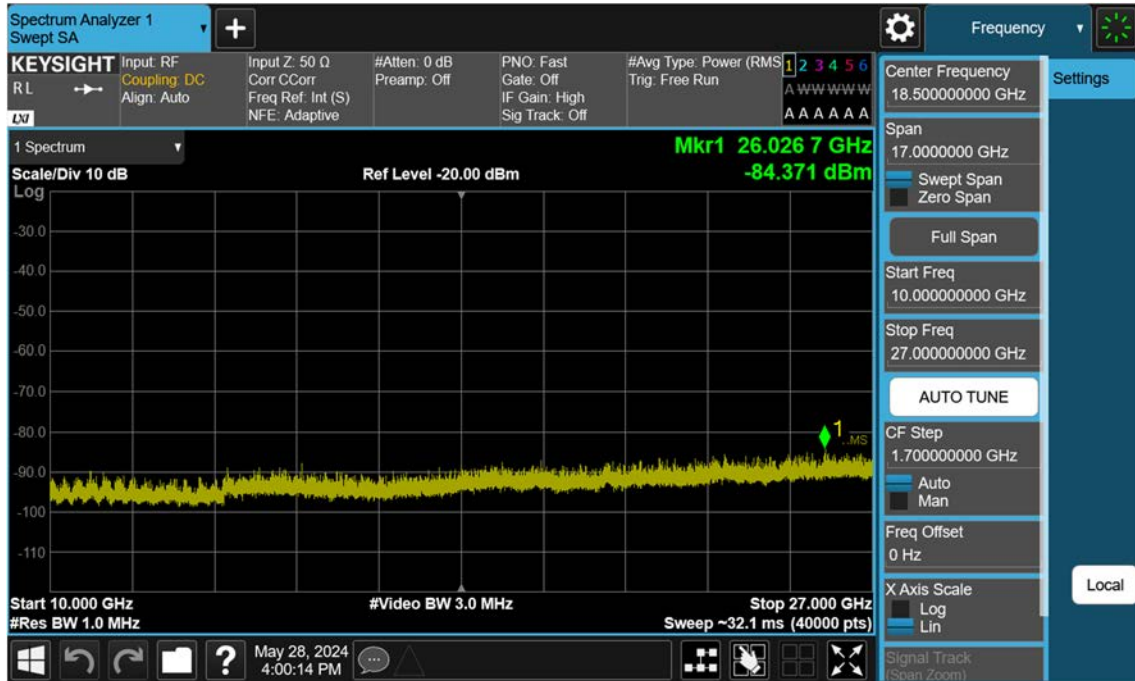 Spectrum Analyzer 1
Swept SA
Frequency
KEYSIGHT
RL
LXI
Input: RF
Coupling: DC
Align: Auto
Input Z: 50 Ω
Corr CCorr
Freq Ref: Int (S)
NFE: Adaptive
#Atten: 0 dB
Preamp: Off
PNO: Fast
Gate: Off
IF Gain: High
Sig Track: Off
#Avg Type: Power (RMS
Trig: Free Run
1 2 3 4 5 6
A W W W W W
A A A A A A
1 Spectrum
Scale/Div 10 dB
Log
Ref Level -20.00 dBm
Mkr1 26.026 7 GHz
-84.371 dBm
-30.0
-40.0
-50.0
-60.0
-70.0
-80.0
-90.0
-100
-110
1
..MS
Start 10.000 GHz
#Res BW 1.0 MHz
#Video BW 3.0 MHz
Stop 27.000 GHz
Sweep ~32.1 ms (40000 pts)
Center Frequency
18.500000000 GHz
Span
17.0000000 GHz
Swept Span
Zero Span
Full Span
Start Freq
10.000000000 GHz
Stop Freq
27.000000000 GHz
AUTO TUNE
CF Step
1.700000000 GHz
Auto
Man
Freq Offset
0 Hz
X Axis Scale
Log
Lin
Signal Track
(Span Zoom)
Settings
Local
?
May 28, 2024
4:00:14 PM